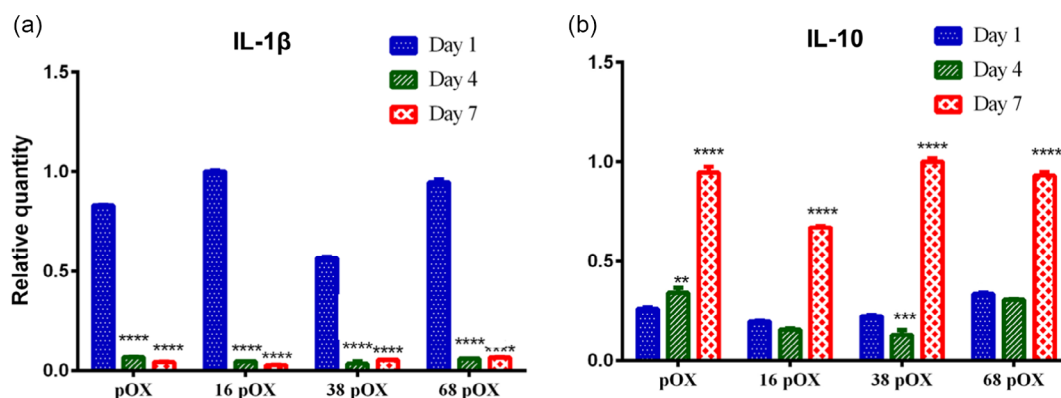 (a)
IL-1β
Day 1
Day 4
Day 7
Relative quantity
1.5
1.0
0.5
0.0
**** **** **** **** **** **** **** ****
pOX 16 pOX 38 pOX 68 pOX
(b)
IL-10
Day 1
Day 4
Day 7
1.5
1.0
0.5
0.0
** **** **** *** **** ****
pOX 16 pOX 38 pOX 68 pOX